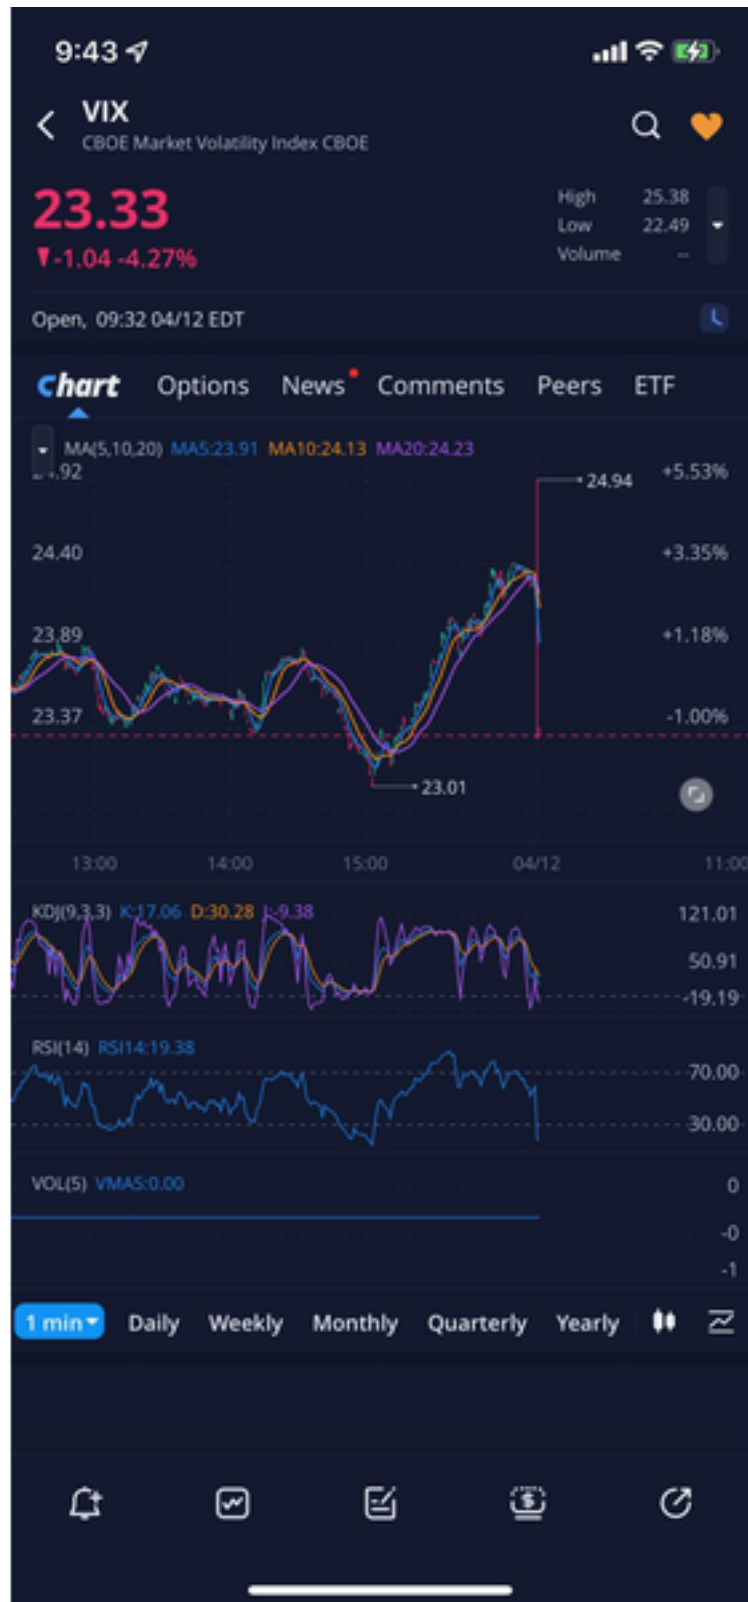 9:43
VIX
CBOE Market Volatility Index CBOE
23.33
-1.04 -4.27%
High 25.38
Low 22.49
Volume --
Open, 09:32 04/12 EDT
Chart Options News Comments Peers ETF
MA(5,10,20) MA5:23.91 MA10:24.13 MA20:24.23
.92 24.94 +5.53%
24.40 +3.35%
23.89 +1.18%
23.37 -1.00%
23.01
13:00 14:00 15:00 04/12 11:00
KDJ(9,3,3) K:17.06 D:30.28 J:-9.38 121.01
50.91
-19.19
RSI(14) RSI14:19.38
70.00
30.00
VOL(5) VMA5:0.00 0
-0
-1
1 min Daily Weekly Monthly Quarterly Yearly